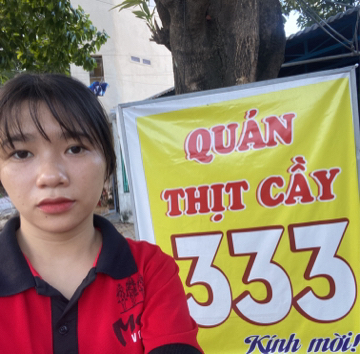 QUÁN
THỊT CẦY
333
Kính mời!